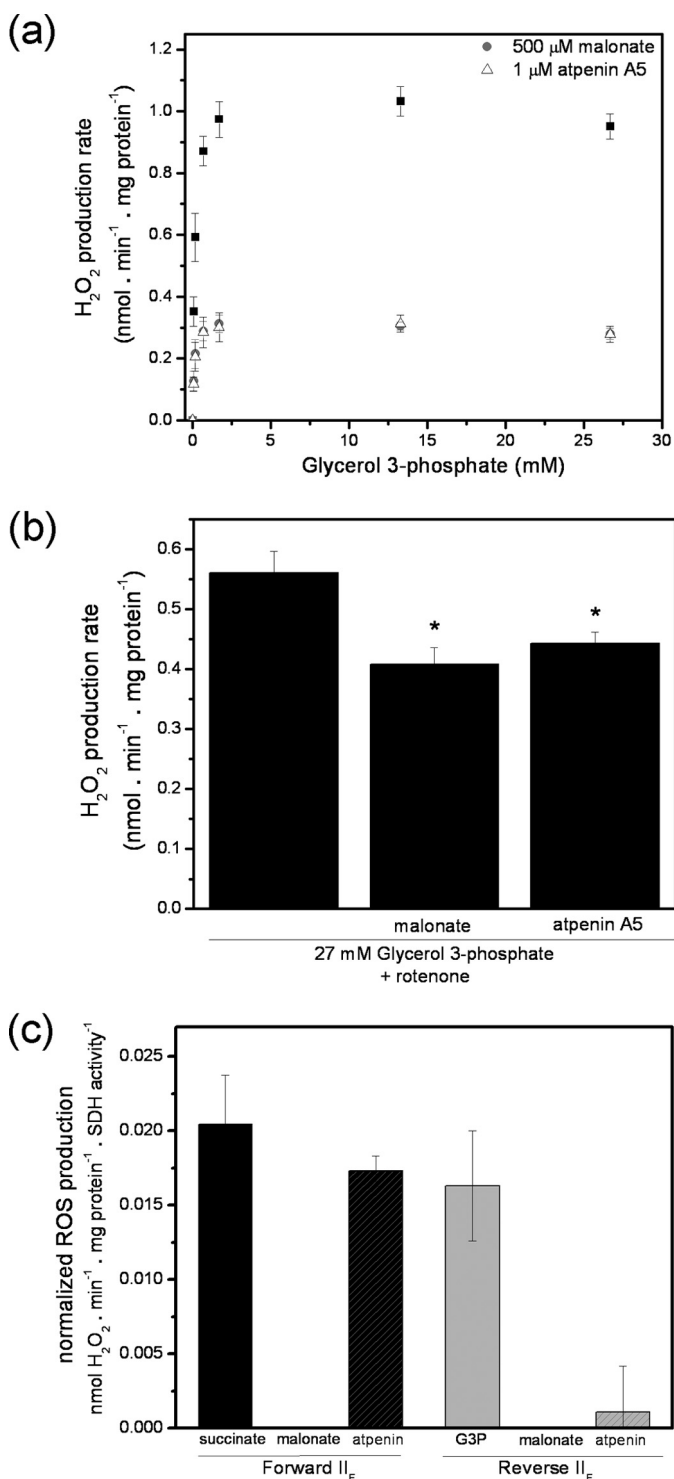 (a)
500 μM malonate
1 μM atpenin A5
H₂O₂ production rate
(nmol . min⁻¹ . mg protein⁻¹)
1.2
1.0
0.8
0.6
0.4
0.2
0.0
0 5 10 15 20 25 30
Glycerol 3-phosphate (mM)
(b)
H₂O₂ production rate
(nmol . min⁻¹ . mg protein⁻¹)
0.6
0.5
0.4
0.3
0.2
0.1
0.0
* *
malonate atpenin A5
27 mM Glycerol 3-phosphate
+ rotenone
(c)
normalized ROS production
nmol H₂O₂ . min⁻¹ . mg protein⁻¹ . SDH activity⁻¹
0.025
0.020
0.015
0.010
0.005
0.000
succinate malonate atpenin G3P malonate atpenin
Forward II_F Reverse II_F